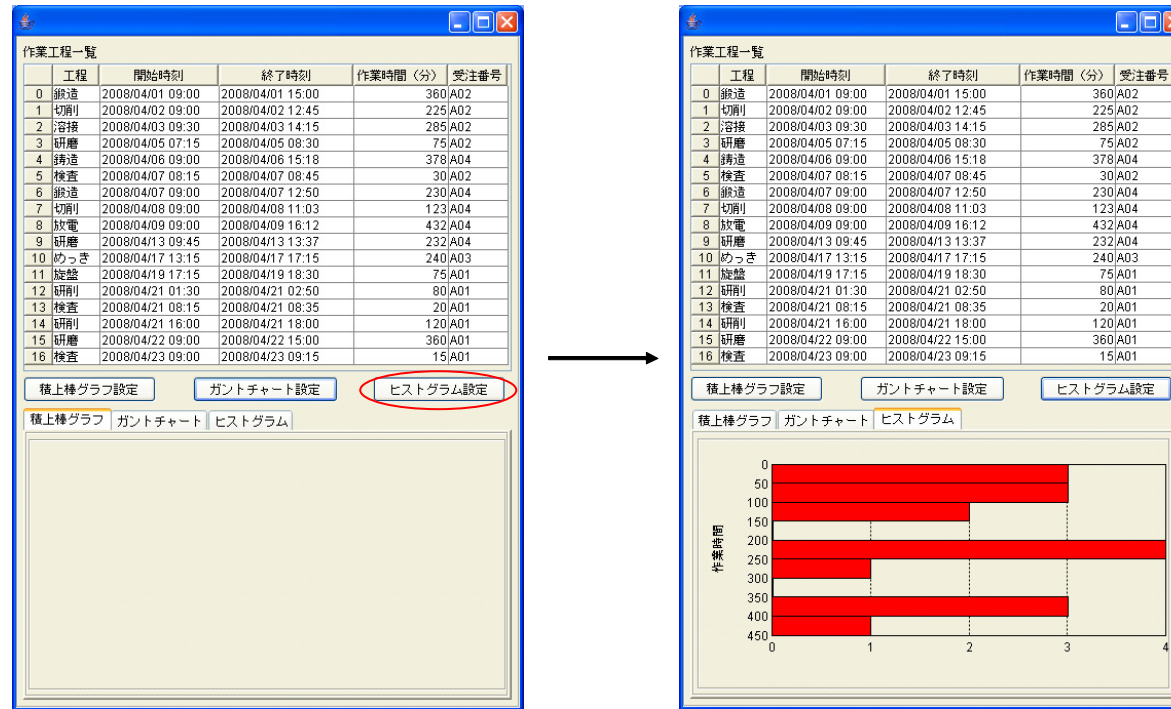 作業工程一覧
工程 開始時刻 終了時刻 作業時間（分） 受注番号
0 鍛造 2008/04/01 09:00 2008/04/01 15:00 360 A02
1 切削 2008/04/02 09:00 2008/04/02 12:45 225 A02
2 溶接 2008/04/03 09:30 2008/04/03 14:15 285 A02
3 研磨 2008/04/05 07:15 2008/04/05 08:30 75 A02
4 鋳造 2008/04/06 09:00 2008/04/06 15:18 378 A04
5 検査 2008/04/07 08:15 2008/04/07 08:45 30 A02
6 鍛造 2008/04/07 09:00 2008/04/07 12:50 230 A04
7 切削 2008/04/08 09:00 2008/04/08 11:03 123 A04
8 放電 2008/04/09 09:00 2008/04/09 16:12 432 A04
9 研磨 2008/04/13 09:45 2008/04/13 13:37 232 A04
10 めっき 2008/04/17 13:15 2008/04/17 17:15 240 A03
11 旋盤 2008/04/19 17:15 2008/04/19 18:30 75 A01
12 研削 2008/04/21 01:30 2008/04/21 02:50 80 A01
13 検査 2008/04/21 08:15 2008/04/21 08:35 20 A01
14 研削 2008/04/21 16:00 2008/04/21 18:00 120 A01
15 研磨 2008/04/22 09:00 2008/04/22 15:00 360 A01
16 検査 2008/04/23 09:00 2008/04/23 09:15 15 A01
積上棒グラフ設定 ガントチャート設定 ヒストグラム設定
積上棒グラフ ガントチャート ヒストグラム
作業工程一覧
工程 開始時刻 終了時刻 作業時間（分） 受注番号
0 鍛造 2008/04/01 09:00 2008/04/01 15:00 360 A02
1 切削 2008/04/02 09:00 2008/04/02 12:45 225 A02
2 溶接 2008/04/03 09:30 2008/04/03 14:15 285 A02
3 研磨 2008/04/05 07:15 2008/04/05 08:30 75 A02
4 鋳造 2008/04/06 09:00 2008/04/06 15:18 378 A04
5 検査 2008/04/07 08:15 2008/04/07 08:45 30 A02
6 鍛造 2008/04/07 09:00 2008/04/07 12:50 230 A04
7 切削 2008/04/08 09:00 2008/04/08 11:03 123 A04
8 放電 2008/04/09 09:00 2008/04/09 16:12 432 A04
9 研磨 2008/04/13 09:45 2008/04/13 13:37 232 A04
10 めっき 2008/04/17 13:15 2008/04/17 17:15 240 A03
11 旋盤 2008/04/19 17:15 2008/04/19 18:30 75 A01
12 研削 2008/04/21 01:30 2008/04/21 02:50 80 A01
13 検査 2008/04/21 08:15 2008/04/21 08:35 20 A01
14 研削 2008/04/21 16:00 2008/04/21 18:00 120 A01
15 研磨 2008/04/22 09:00 2008/04/22 15:00 360 A01
16 検査 2008/04/23 09:00 2008/04/23 09:15 15 A01
積上棒グラフ設定 ガントチャート設定 ヒストグラム設定
積上棒グラフ ガントチャート ヒストグラム
作業時間
0
50
100
150
200
250
300
350
400
450
0 1 2 3 4